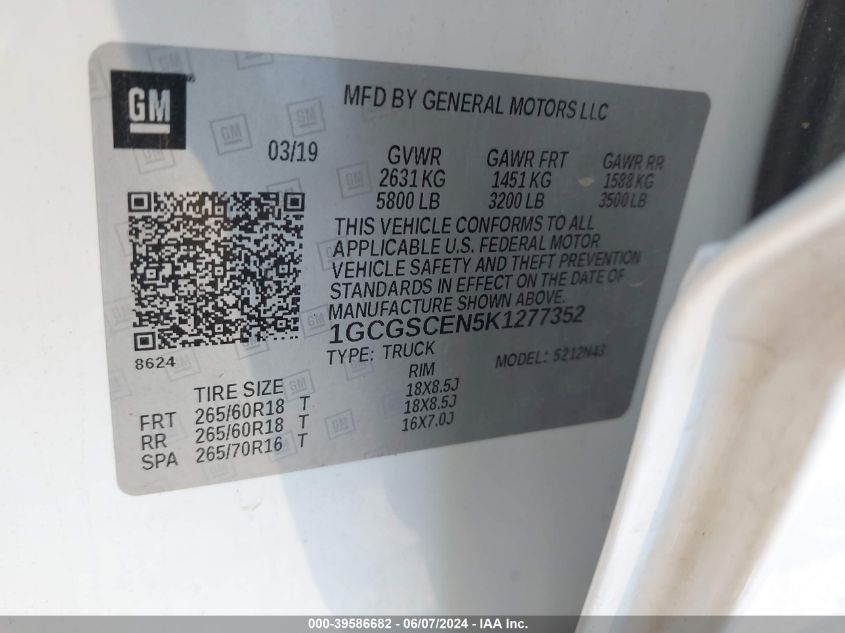 GM
MFD BY GENERAL MOTORS LLC
03/19
GVWR GAWR FRT GAWR RR
2631 KG 1451 KG 1588 KG
5800 LB 3200 LB 3500 LB
THIS VEHICLE CONFORMS TO ALL
APPLICABLE U.S. FEDERAL MOTOR
VEHICLE SAFETY AND THEFT PREVENTION
STANDARDS IN EFFECT ON THE DATE OF
MANUFACTURE SHOWN ABOVE.
1GCGSCEN5K1277352
8624
TYPE: TRUCK MODEL: 5212N43
TIRE SIZE RIM
FRT 265/60R18 T 18X8.5J
RR 265/60R18 T 18X8.5J
SPA 265/70R16 T 16X7.0J
000-39586682 - 06/07/2024 - IAA Inc.